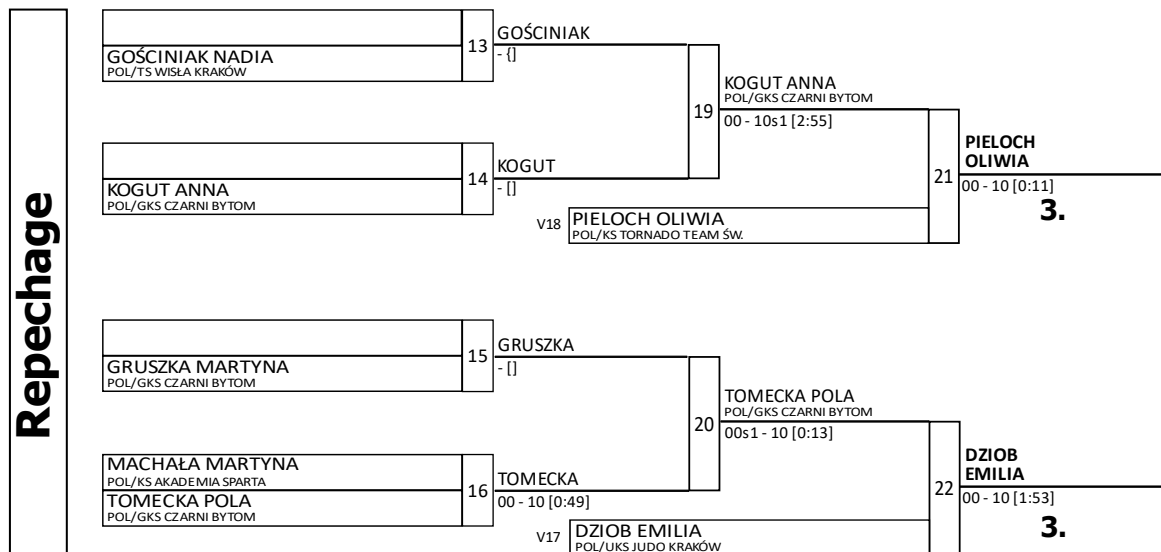 Repechage
GOŚCINIAK NADIA
POL/TS WISŁA KRAKÓW
13
GOŚCINIAK
- {]
KOGUT ANNA
POL/GKS CZARNI BYTOM
14
KOGUT
- []
19
KOGUT ANNA
POL/GKS CZARNI BYTOM
00 - 10s1 [2:55]
V18
PIELOCH OLIWIA
POL/KS TORNADO TEAM ŚW.
21
PIELOCH
OLIWIA
00 - 10 [0:11]
3.
GRUSZKA MARTYNA
POL/GKS CZARNI BYTOM
15
GRUSZKA
- []
MACHAŁA MARTYNA
POL/KS AKADEMIA SPARTA
TOMECKA POLA
POL/GKS CZARNI BYTOM
16
TOMECKA
00 - 10 [0:49]
20
TOMECKA POLA
POL/GKS CZARNI BYTOM
00s1 - 10 [0:13]
V17
DZIOB EMILIA
POL/UKS JUDO KRAKÓW
22
DZIOB
EMILIA
00 - 10 [1:53]
3.